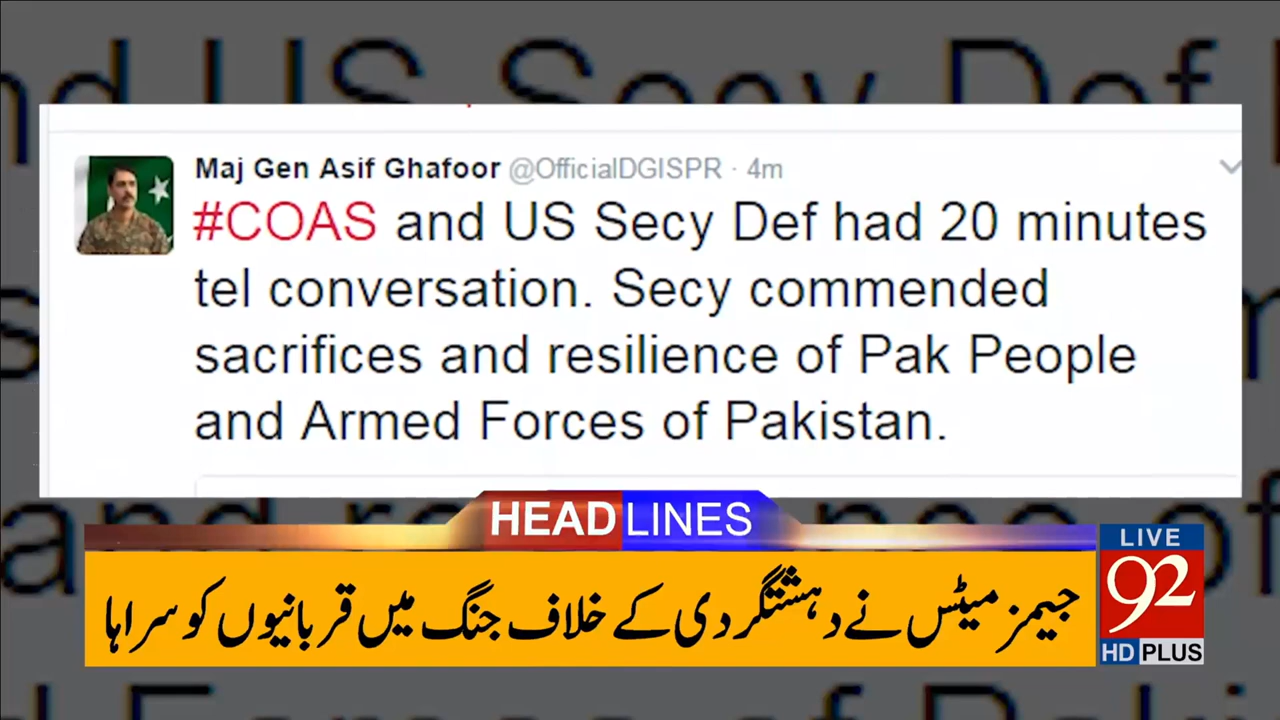 Maj Gen Asif Ghafoor @OfficialDGISPR · 4m
#COAS and US Secy Def had 20 minutes
tel conversation. Secy commended
sacrifices and resilience of Pak People
and Armed Forces of Pakistan.
HEADLINES
جیمز میٹس نے دہشتگردی کے خلاف جنگ میں قربانیوں کو سراہا
LIVE
92
HD PLUS